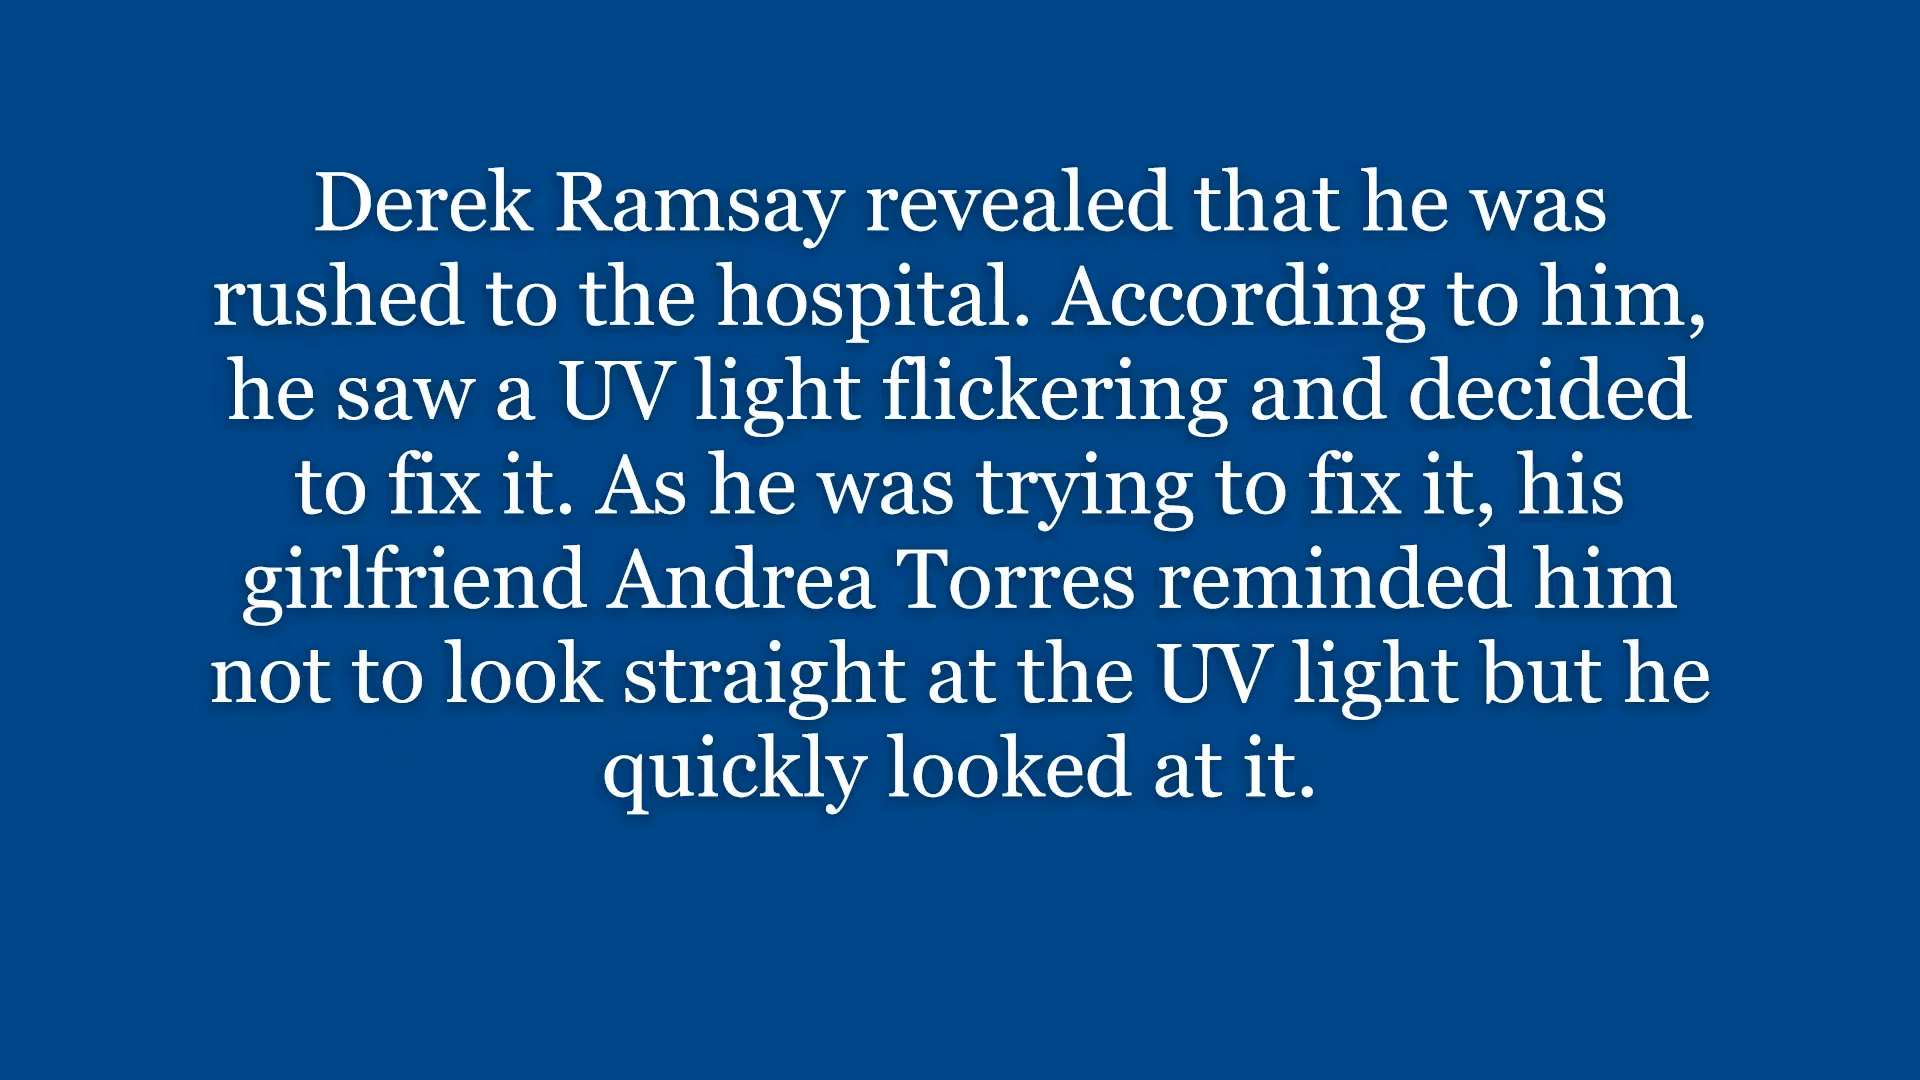 Derek Ramsay revealed that he was
rushed to the hospital. According to him,
he saw a UV light flickering and decided
to fix it. As he was trying to fix it, his
girlfriend Andrea Torres reminded him
not to look straight at the UV light but he
quickly looked at it.